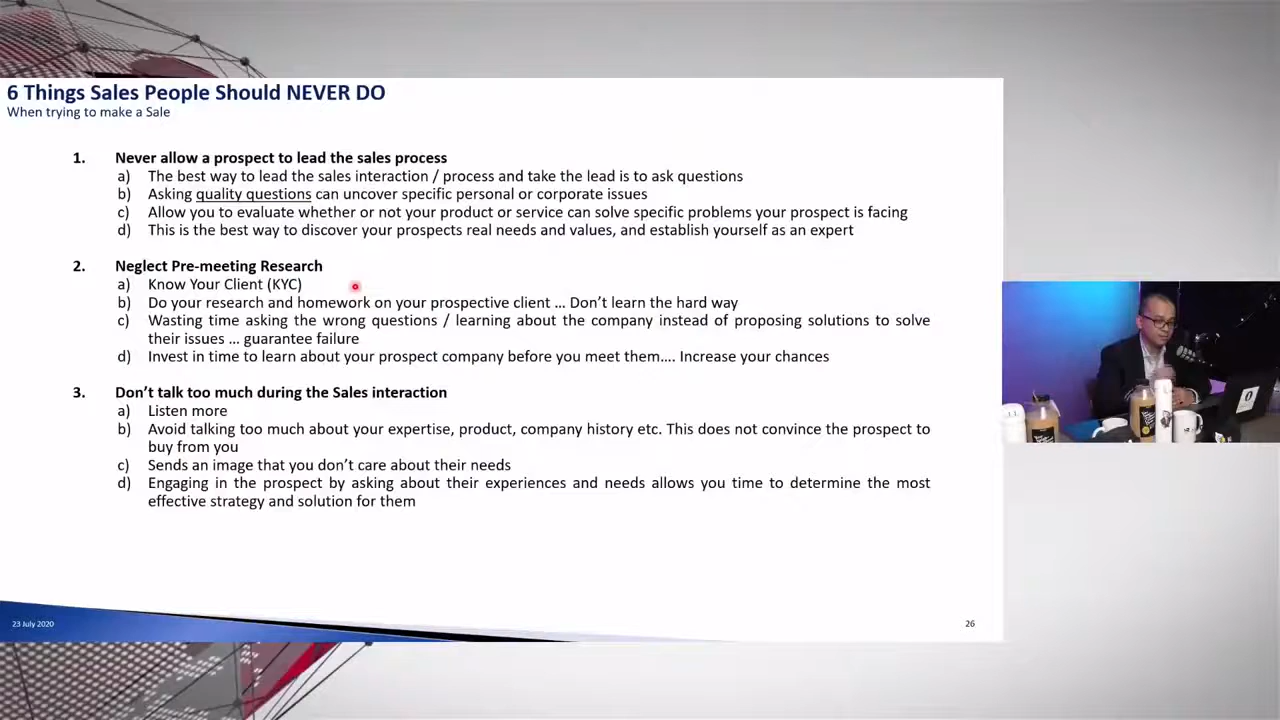 6 Things Sales People Should NEVER DO
When trying to make a Sale
1. Never allow a prospect to lead the sales process
a) The best way to lead the sales interaction / process and take the lead is to ask questions
b) Asking quality questions can uncover specific personal or corporate issues
c) Allow you to evaluate whether or not your product or service can solve specific problems your prospect is facing
d) This is the best way to discover your prospects real needs and values, and establish yourself as an expert
2. Neglect Pre-meeting Research
a) Know Your Client (KYC)
b) Do your research and homework on your prospective client … Don’t learn the hard way
c) Wasting time asking the wrong questions / learning about the company instead of proposing solutions to solve
their issues … guarantee failure
d) Invest in time to learn about your prospect company before you meet them…. Increase your chances
3. Don’t talk too much during the Sales interaction
a) Listen more
b) Avoid talking too much about your expertise, product, company history etc. This does not convince the prospect to
buy from you
c) Sends an image that you don’t care about their needs
d) Engaging in the prospect by asking about their experiences and needs allows you time to determine the most
effective strategy and solution for them
23 July 2020
26